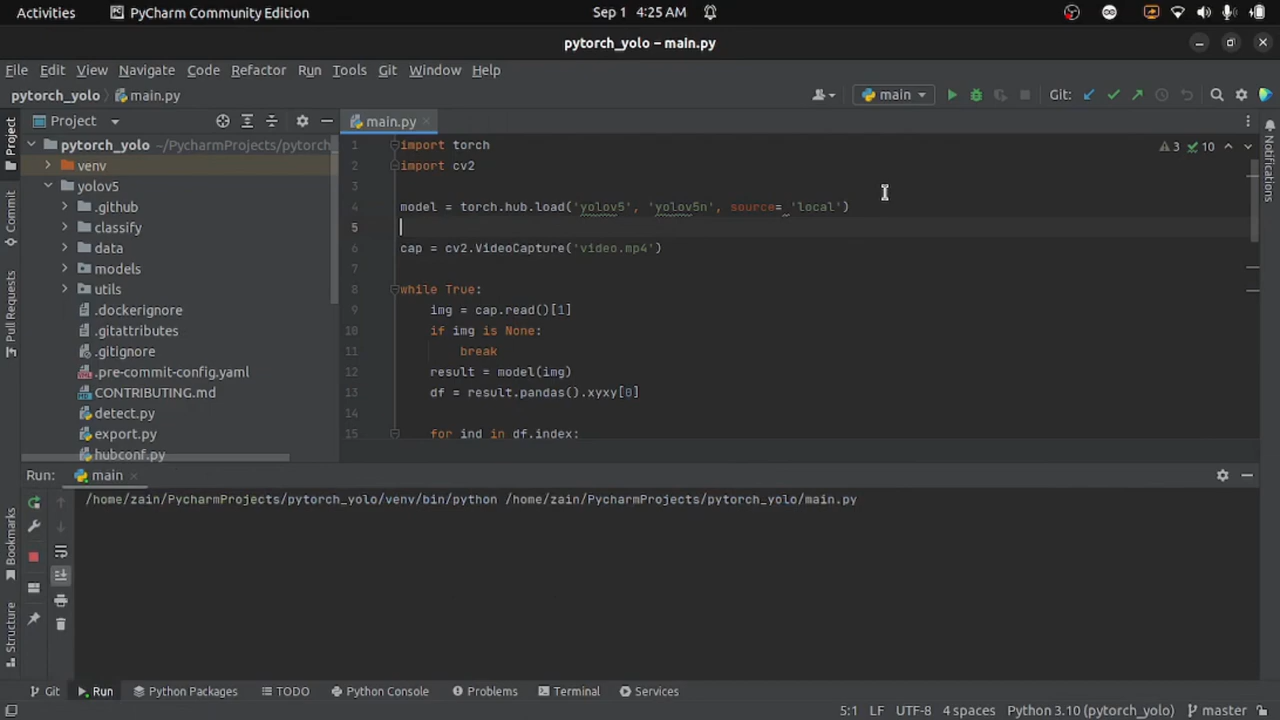 Activities PyCharm Community Edition Sep 1 4:25 AM
pytorch_yolo – main.py
File Edit View Navigate Code Refactor Run Tools Git Window Help
pytorch_yolo main.py main Git:
Project main.py
pytorch_yolo ~/PycharmProjects/pytorch
venv
yolov5
.github
classify
data
models
utils
.dockerignore
.gitattributes
.gitignore
.pre-commit-config.yaml
CONTRIBUTING.md
detect.py
export.py
hubconf.py
3 10
1 import torch
2 import cv2
3
4 model = torch.hub.load('yolov5', 'yolov5n', source= 'local')
5
6 cap = cv2.VideoCapture('video.mp4')
7
8 while True:
9 img = cap.read()[1]
10 if img is None:
11 break
12 result = model(img)
13 df = result.pandas().xyxy[0]
14
15 for ind in df.index:
Project
Commit
Pull Requests
Bookmarks
Structure
Notifications
Run: main
/home/zain/PycharmProjects/pytorch_yolo/venv/bin/python /home/zain/PycharmProjects/pytorch_yolo/main.py
Git Run Python Packages TODO Python Console Problems Terminal Services
5:1 LF UTF-8 4 spaces Python 3.10 (pytorch_yolo) master